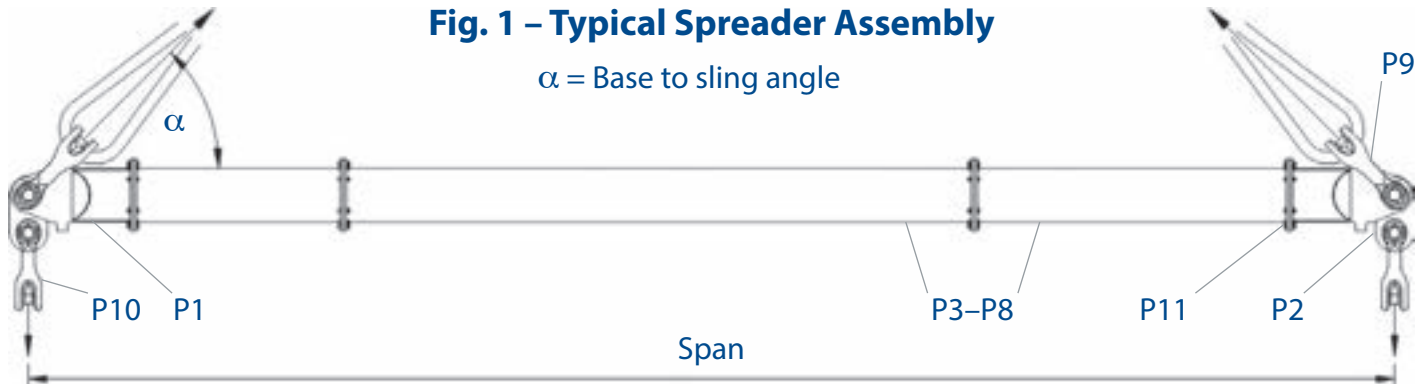 Fig. 1 – Typical Spreader Assembly
α = Base to sling angle
P9
α
P10 P1 P3–P8 P11 P2
Span